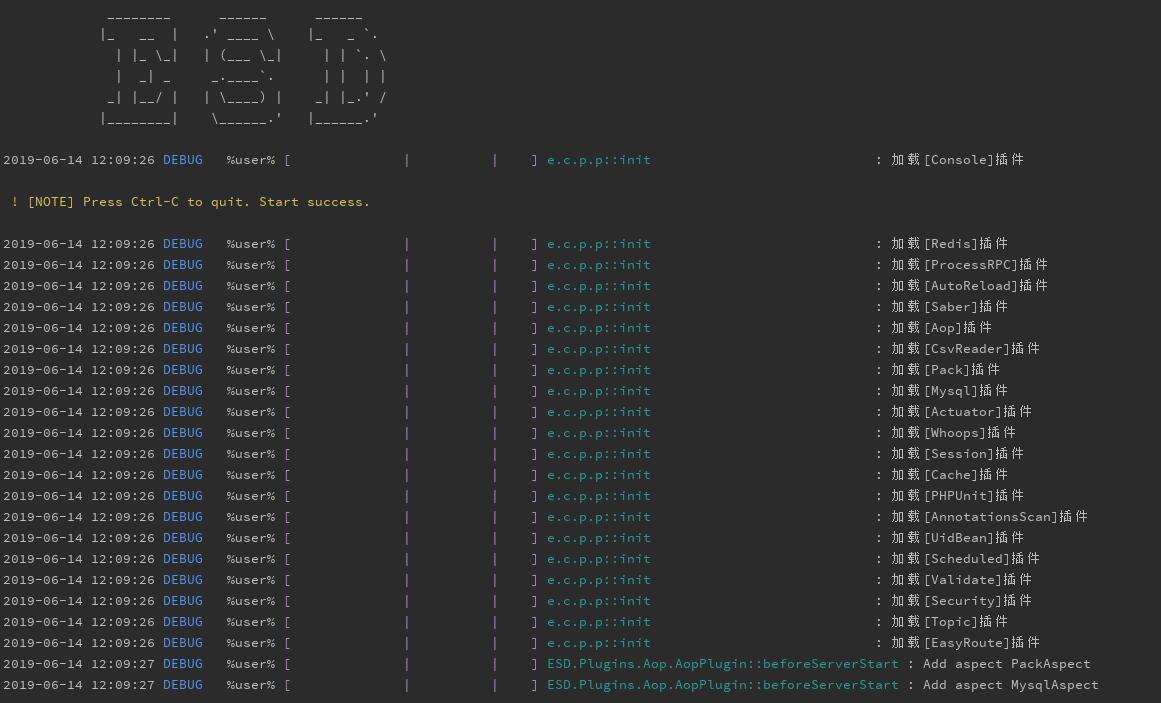 ________      ______      ______
|_   __  |   .' ____ \    |_   _ `.
  | |_ \_|   | (___ \_|     | | `. \
  |  _| _     _.____`.      | |  | |
 _| |__/ |   | \____) |    _| |_.' /
|________|    \______.'   |______.'
2019-06-14 12:09:26 DEBUG   %user% [              |          |    ] e.c.p.p::init                            : 加载[Console]插件
 ! [NOTE] Press Ctrl-C to quit. Start success.
2019-06-14 12:09:26 DEBUG   %user% [              |          |    ] e.c.p.p::init                            : 加载[Redis]插件
2019-06-14 12:09:26 DEBUG   %user% [              |          |    ] e.c.p.p::init                            : 加载[ProcessRPC]插件
2019-06-14 12:09:26 DEBUG   %user% [              |          |    ] e.c.p.p::init                            : 加载[AutoReload]插件
2019-06-14 12:09:26 DEBUG   %user% [              |          |    ] e.c.p.p::init                            : 加载[Saber]插件
2019-06-14 12:09:26 DEBUG   %user% [              |          |    ] e.c.p.p::init                            : 加载[Aop]插件
2019-06-14 12:09:26 DEBUG   %user% [              |          |    ] e.c.p.p::init                            : 加载[CsvReader]插件
2019-06-14 12:09:26 DEBUG   %user% [              |          |    ] e.c.p.p::init                            : 加载[Pack]插件
2019-06-14 12:09:26 DEBUG   %user% [              |          |    ] e.c.p.p::init                            : 加载[Mysql]插件
2019-06-14 12:09:26 DEBUG   %user% [              |          |    ] e.c.p.p::init                            : 加载[Actuator]插件
2019-06-14 12:09:26 DEBUG   %user% [              |          |    ] e.c.p.p::init                            : 加载[Whoops]插件
2019-06-14 12:09:26 DEBUG   %user% [              |          |    ] e.c.p.p::init                            : 加载[Session]插件
2019-06-14 12:09:26 DEBUG   %user% [              |          |    ] e.c.p.p::init                            : 加载[Cache]插件
2019-06-14 12:09:26 DEBUG   %user% [              |          |    ] e.c.p.p::init                            : 加载[PHPUnit]插件
2019-06-14 12:09:26 DEBUG   %user% [              |          |    ] e.c.p.p::init                            : 加载[AnnotationsScan]插件
2019-06-14 12:09:26 DEBUG   %user% [              |          |    ] e.c.p.p::init                            : 加载[UidBean]插件
2019-06-14 12:09:26 DEBUG   %user% [              |          |    ] e.c.p.p::init                            : 加载[Scheduled]插件
2019-06-14 12:09:26 DEBUG   %user% [              |          |    ] e.c.p.p::init                            : 加载[Validate]插件
2019-06-14 12:09:26 DEBUG   %user% [              |          |    ] e.c.p.p::init                            : 加载[Security]插件
2019-06-14 12:09:26 DEBUG   %user% [              |          |    ] e.c.p.p::init                            : 加载[Topic]插件
2019-06-14 12:09:26 DEBUG   %user% [              |          |    ] e.c.p.p::init                            : 加载[EasyRoute]插件
2019-06-14 12:09:27 DEBUG   %user% [              |          |    ] ESD.Plugins.Aop.AopPlugin::beforeServerStart : Add aspect PackAspect
2019-06-14 12:09:27 DEBUG   %user% [              |          |    ] ESD.Plugins.Aop.AopPlugin::beforeServerStart : Add aspect MysqlAspect